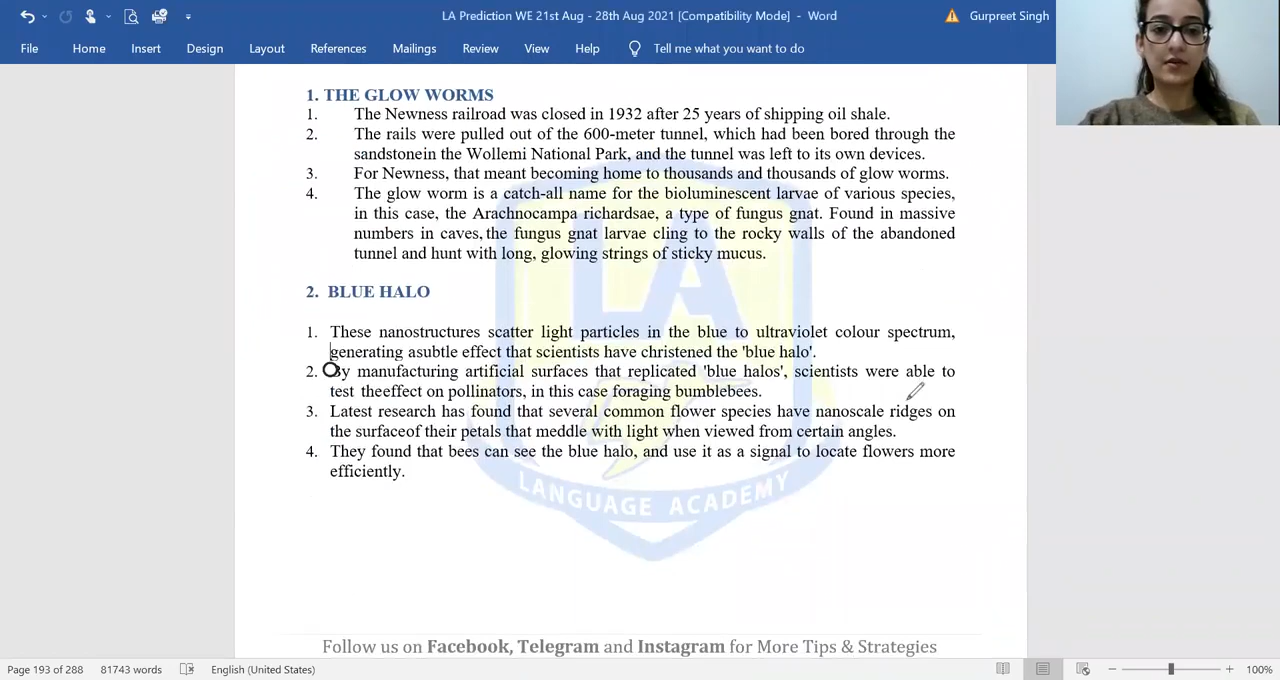 LA Prediction WE 21st Aug - 28th Aug 2021 [Compatibility Mode] - Word
Gurpreet Singh
File Home Insert Design Layout References Mailings Review View Help Tell me what you want to do
1. THE GLOW WORMS
1. The Newness railroad was closed in 1932 after 25 years of shipping oil shale.
2. The rails were pulled out of the 600-meter tunnel, which had been bored through the
sandstonein the Wollemi National Park, and the tunnel was left to its own devices.
3. For Newness, that meant becoming home to thousands and thousands of glow worms.
4. The glow worm is a catch-all name for the bioluminescent larvae of various species,
in this case, the Arachnocampa richardsae, a type of fungus gnat. Found in massive
numbers in caves, the fungus gnat larvae cling to the rocky walls of the abandoned
tunnel and hunt with long, glowing strings of sticky mucus.
2. BLUE HALO
1. These nanostructures scatter light particles in the blue to ultraviolet colour spectrum,
generating asubtle effect that scientists have christened the 'blue halo'.
2. By manufacturing artificial surfaces that replicated 'blue halos', scientists were able to
test theeffect on pollinators, in this case foraging bumblebees.
3. Latest research has found that several common flower species have nanoscale ridges on
the surfaceof their petals that meddle with light when viewed from certain angles.
4. They found that bees can see the blue halo, and use it as a signal to locate flowers more
efficiently.
LA
LANGUAGE ACADEMY
Follow us on Facebook, Telegram and Instagram for More Tips & Strategies
Page 193 of 288 81743 words English (United States) 100%